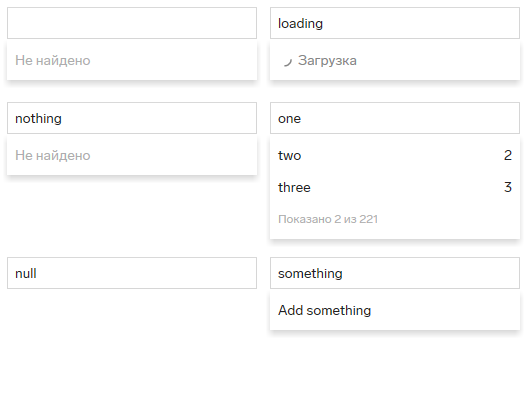 loading
Не найдено
Загрузка
nothing
one
Не найдено
two 2
three 3
Показано 2 из 221
null
something
Add something